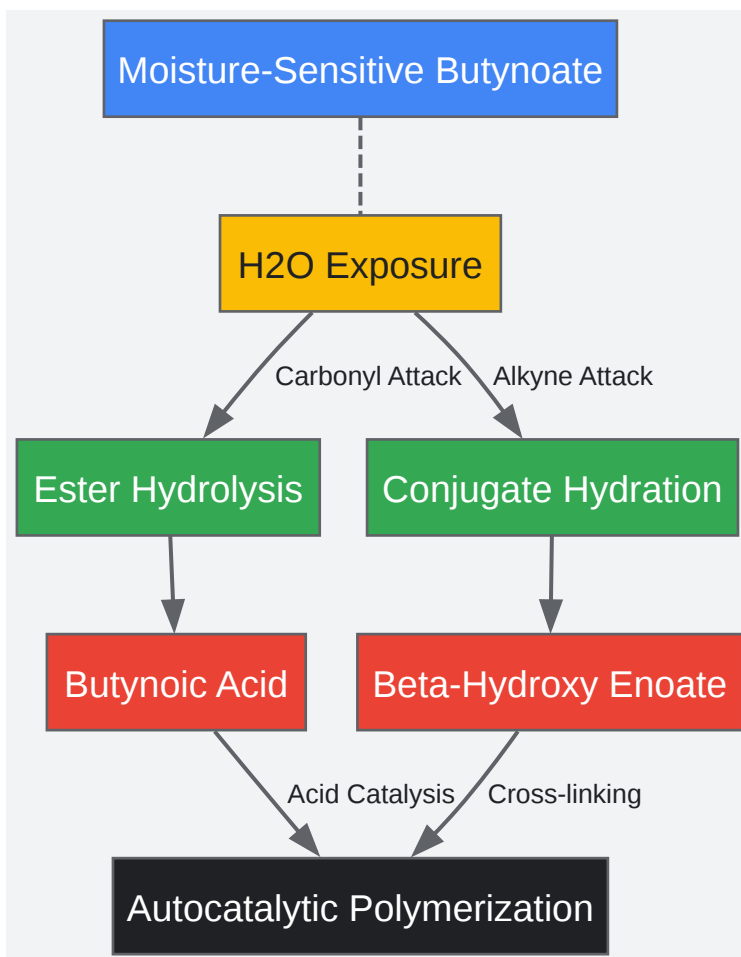 Moisture-Sensitive Butynoate
H2O Exposure
Carbonyl Attack
Alkyne Attack
Ester Hydrolysis
Conjugate Hydration
Butynoic Acid
Beta-Hydroxy Enoate
Acid Catalysis
Cross-linking
Autocatalytic Polymerization